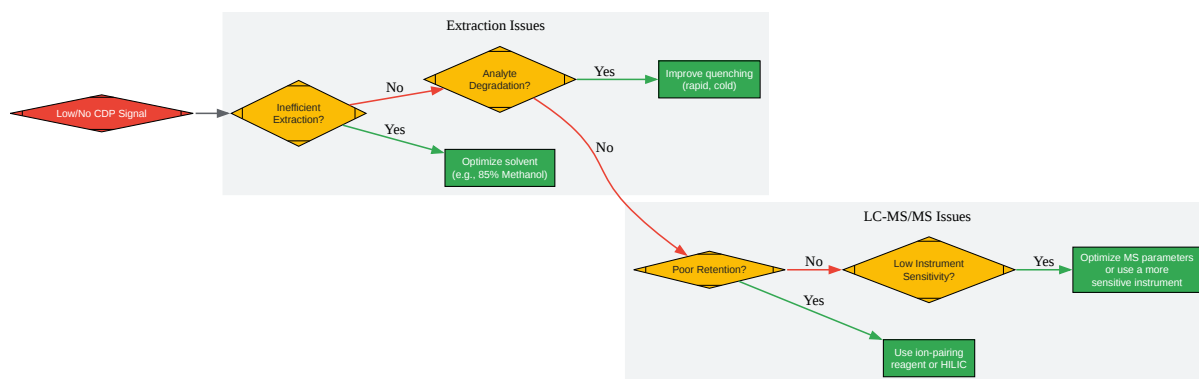 Extraction Issues
Low/No CDP Signal
Inefficient
Extraction?
No
Yes
Analyte
Degradation?
Yes
Improve quenching
(rapid, cold)
Optimize solvent
(e.g., 85% Methanol)
No
LC-MS/MS Issues
Poor Retention?
No
Yes
Low Instrument
Sensitivity?
Yes
Optimize MS parameters
or use a more
sensitive instrument
Use ion-pairing
reagent or HILIC